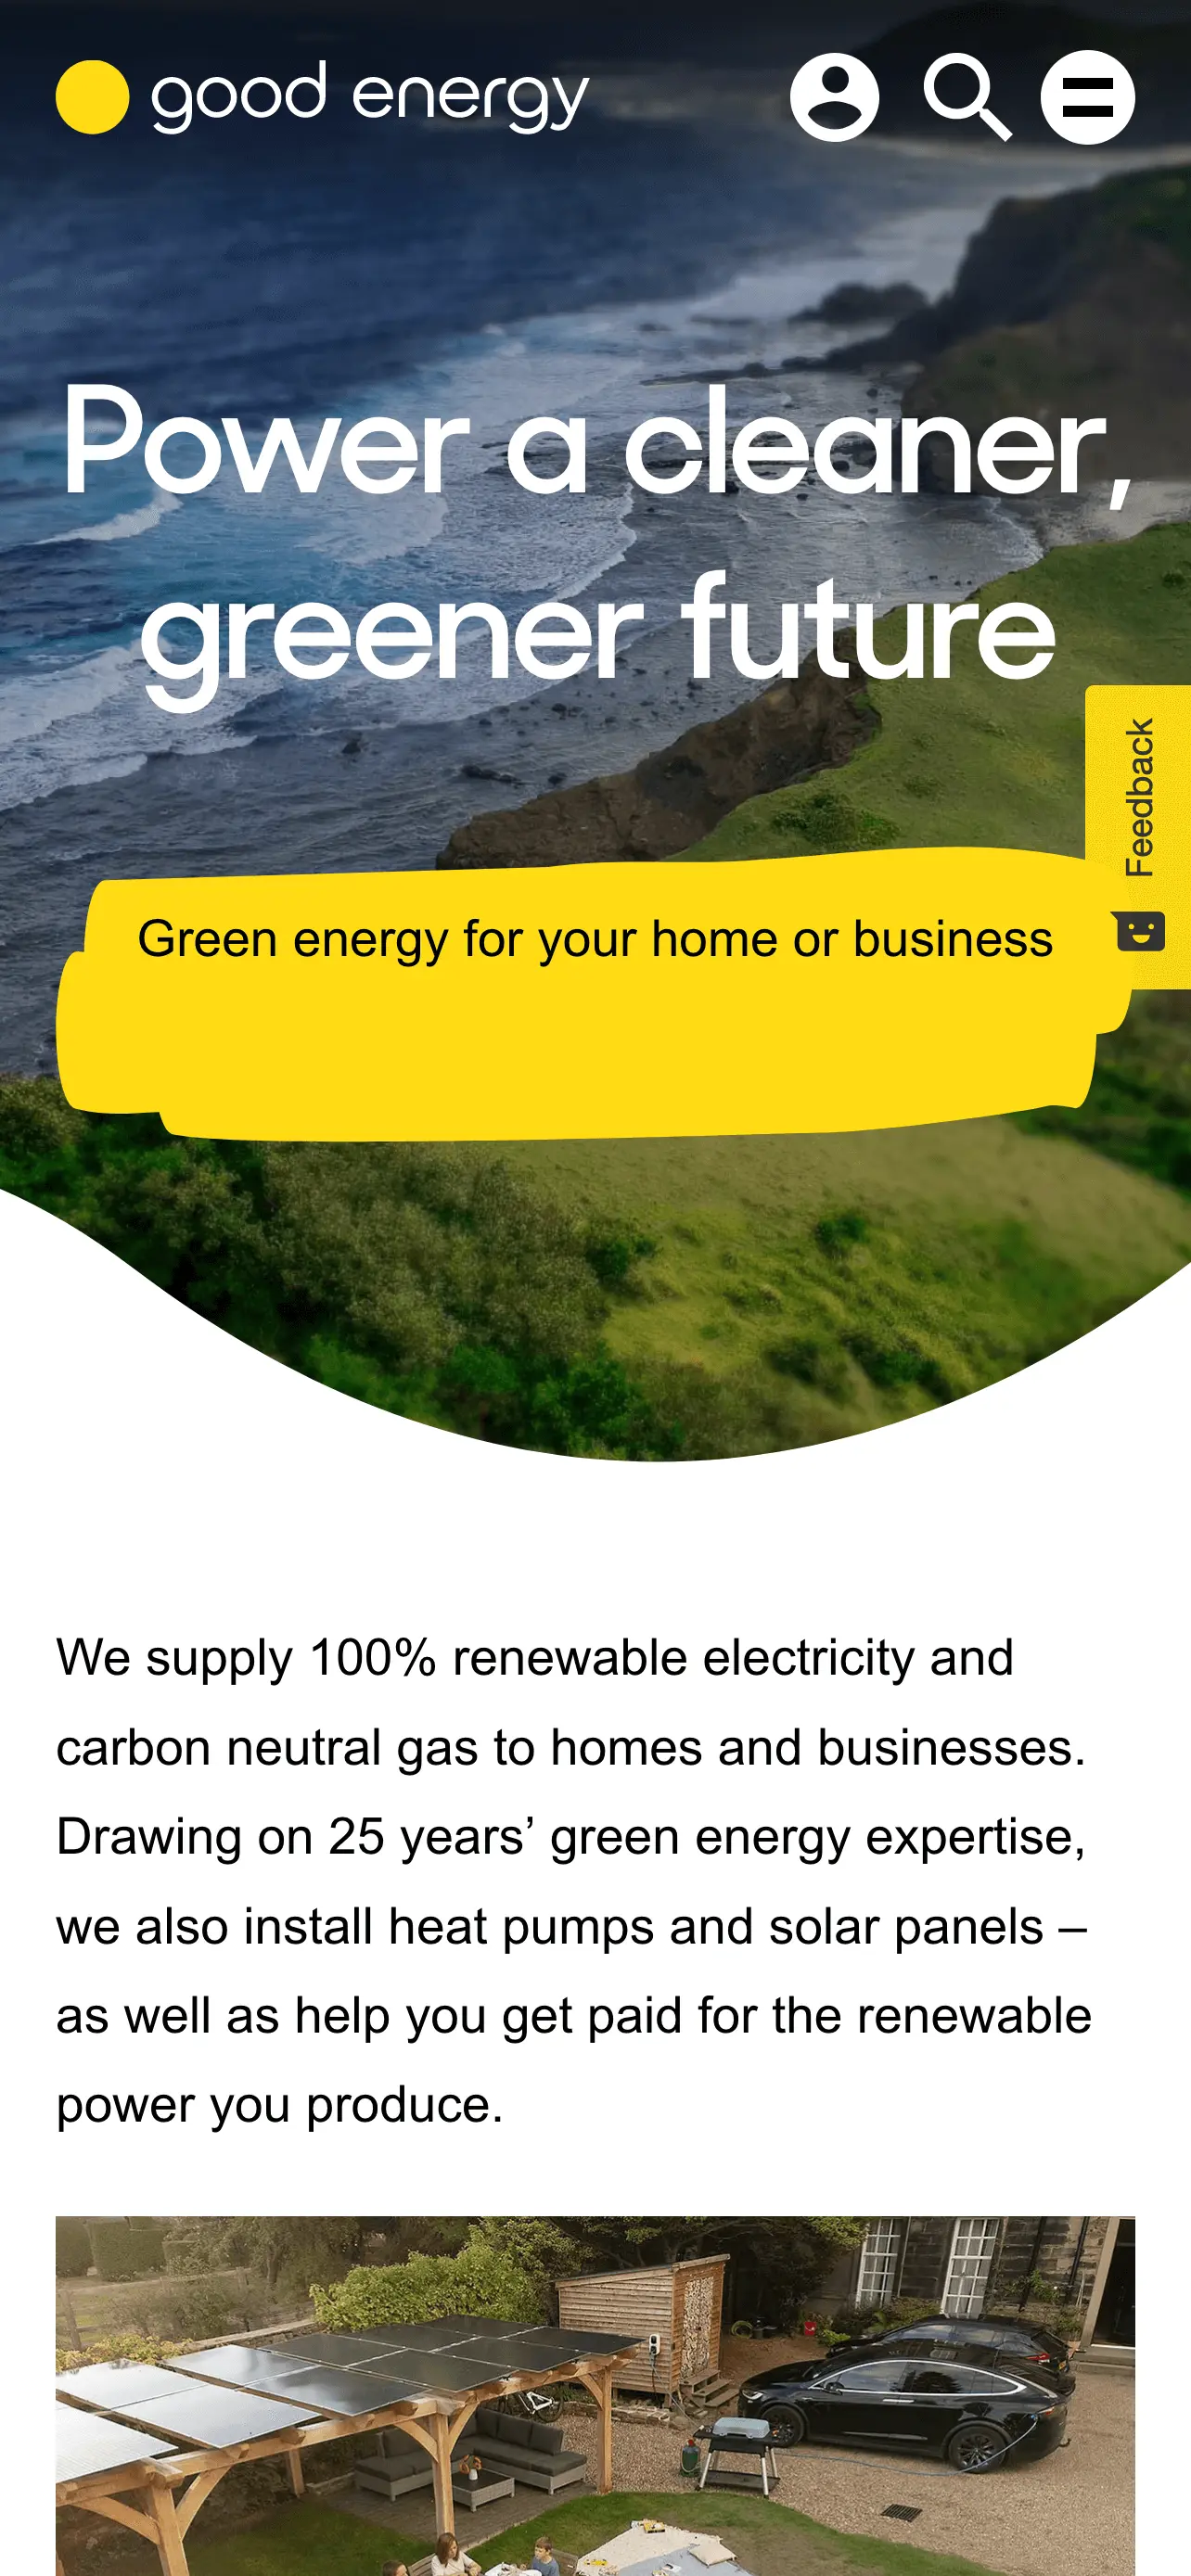 good energy
Power a cleaner,
greener future
Feedback
Green energy for your home or business
We supply 100% renewable electricity and
carbon neutral gas to homes and businesses.
Drawing on 25 years’ green energy expertise,
we also install heat pumps and solar panels –
as well as help you get paid for the renewable
power you produce.